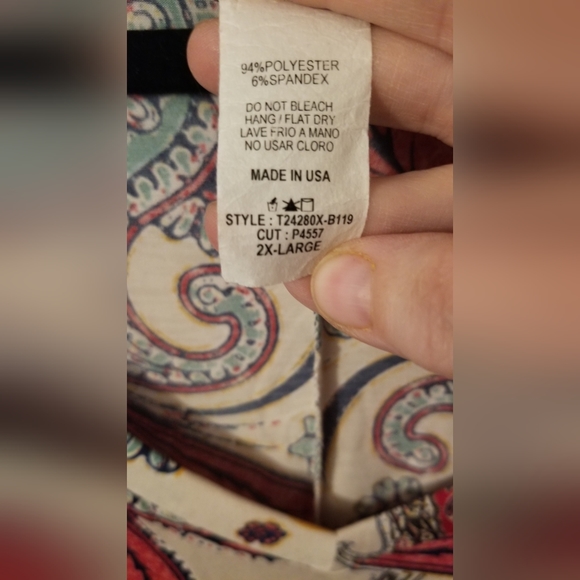 94%POLYESTER
6%SPANDEX
DO NOT BLEACH
HANG / FLAT DRY
LAVE FRIO A MANO
NO USAR CLORO
MADE IN USA
STYLE : T24280X-B119
CUT : P4557
2X-LARGE